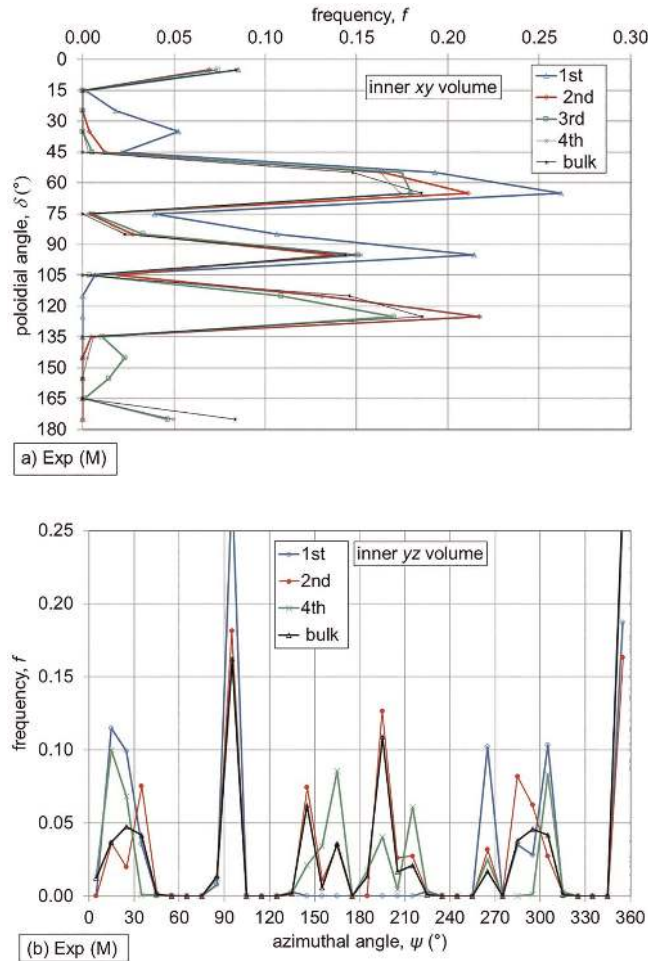 frequency, f
0.00 0.05 0.10 0.15 0.20 0.25 0.30
0
15
30
45
60
75
90
105
120
135
150
165
180
poloidial angle, δ (°)
inner xy volume
1st
2nd
3rd
4th
bulk
a) Exp (M)
0.25
0.20
0.15
0.10
0.05
0.00
frequency, f
inner yz volume
1st
2nd
4th
bulk
0 30 60 90 120 150 180 210 240 270 300 330 360
azimuthal angle, ψ (°)
(b) Exp (M)